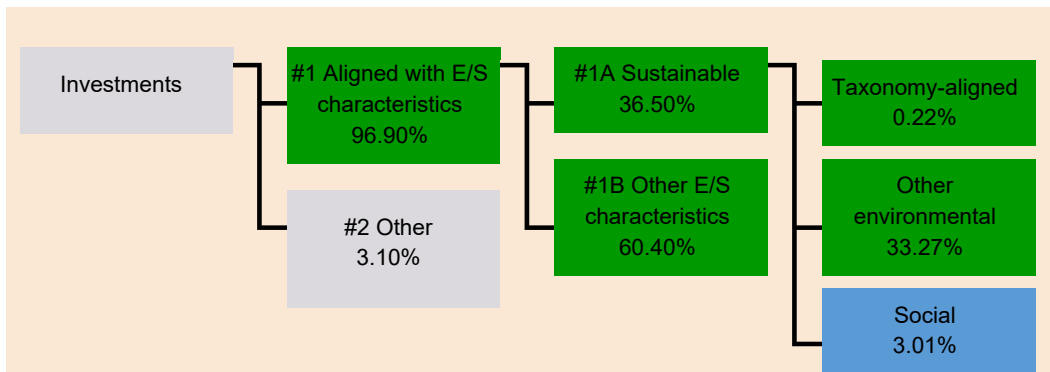 Investments
#1 Aligned with E/S
characteristics
96.90%
#2 Other
3.10%
#1A Sustainable
36.50%
#1B Other E/S
characteristics
60.40%
Taxonomy-aligned
0.22%
Other
environmental
33.27%
Social
3.01%